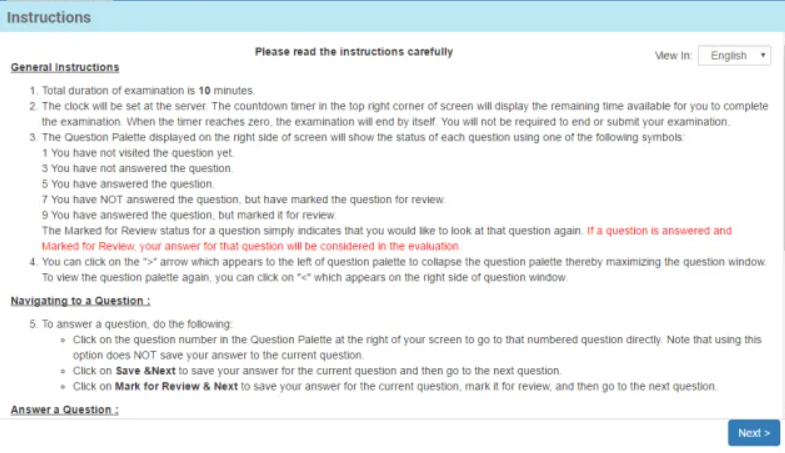 Instructions
Please read the instructions carefully
View In: English
General Instructions
1. Total duration of examination is 10 minutes.
2. The clock will be set at the server. The countdown timer in the top right corner of screen will display the remaining time available for you to complete
the examination. When the timer reaches zero, the examination will end by itself. You will not be required to end or submit your examination.
3. The Question Palette displayed on the right side of screen will show the status of each question using one of the following symbols:
1 You have not visited the question yet.
3 You have not answered the question.
5 You have answered the question.
7 You have NOT answered the question, but have marked the question for review.
9 You have answered the question, but marked it for review.
The Marked for Review status for a question simply indicates that you would like to look at that question again. If a question is answered and
Marked for Review, your answer for that question will be considered in the evaluation
4. You can click on the ">" arrow which appears to the left of question palette to collapse the question palette thereby maximizing the question window.
To view the question palette again, you can click on "<" which appears on the right side of question window.
Navigating to a Question :
5. To answer a question, do the following:
Click on the question number in the Question Palette at the right of your screen to go to that numbered question directly. Note that using this
option does NOT save your answer to the current question.
Click on Save &Next to save your answer for the current question and then go to the next question.
Click on Mark for Review & Next to save your answer for the current question, mark it for review, and then go to the next question.
Answer a Question :
Next >